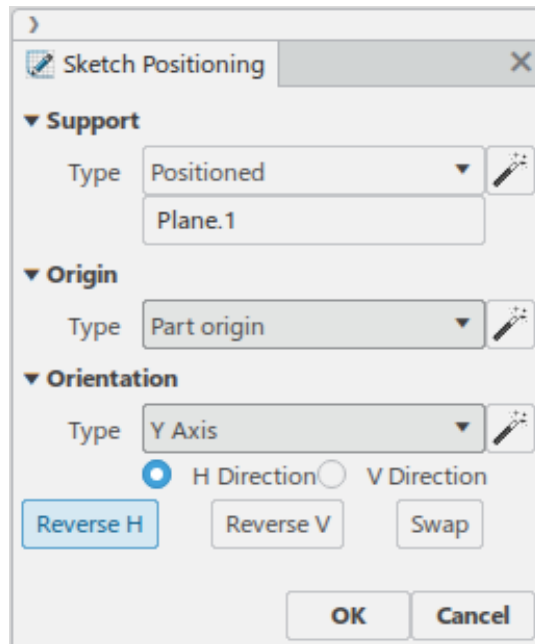 Sketch Positioning
Support
Type Positioned
Plane.1
Origin
Type Part origin
Orientation
Type Y Axis
H Direction V Direction
Reverse H Reverse V Swap
OK Cancel